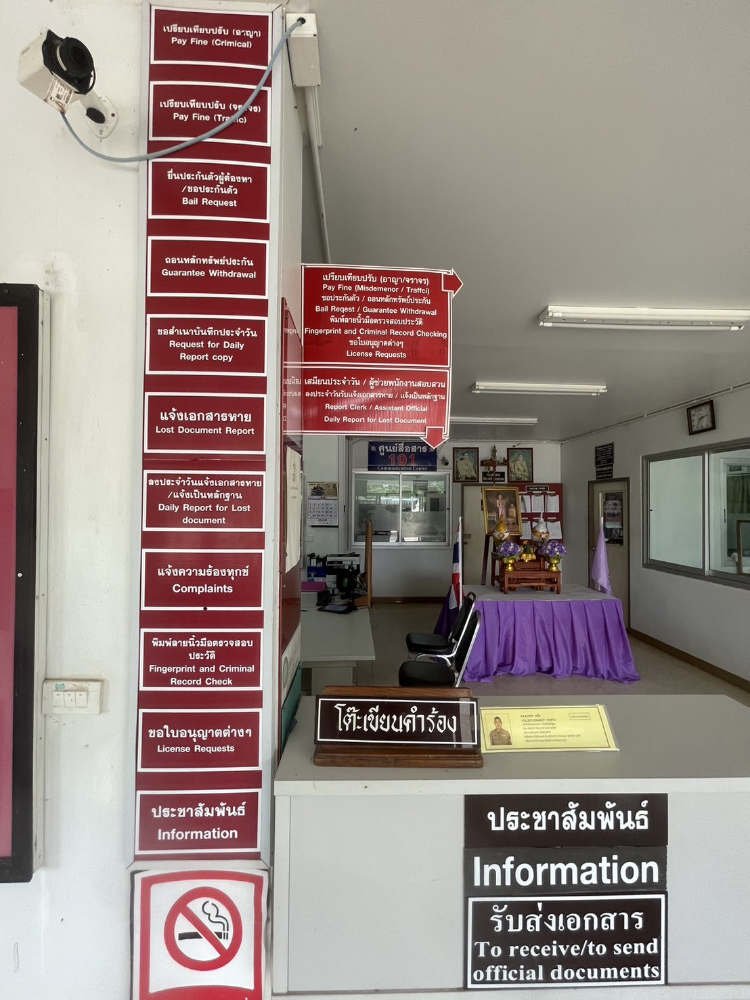 เปรียบเทียบปรับ (อาญา)
Pay Fine (Crimical)
เปรียบเทียบปรับ (จราจร)
Pay Fine (Traffic)
ยื่นประกันตัวผู้ต้องหา
/ขอประกันตัว
Bail Request
ถอนหลักทรัพย์ประกัน
Guarantee Withdrawal
ขอสำเนาบันทึกประจำวัน
Request for Daily
Report copy
แจ้งเอกสารหาย
Lost Document Report
ลงประจำวันแจ้งเอกสารหาย
/แจ้งเป็นหลักฐาน
Daily Report for Lost
document
แจ้งความร้องทุกข์
Complaints
พิมพ์ลายนิ้วมือตรวจสอบ
ประวัติ
Fingerprint and Criminal
Record Check
ขอใบอนุญาตต่างๆ
License Requests
ประชาสัมพันธ์
Information
เปรียบเทียบปรับ (อาญา/จราจร)
Pay Fine (Misdemenor / Traffci)
ขอประกันตัว / ถอนหลักทรัพย์ประกัน
Bail Reqest / Guarantee Withdrawal
พิมพ์ลายนิ้วมือตรวจสอบประวัติ
Fingerprint and Criminal Record Checking
ขอใบอนุญาตต่างๆ
License Requests
เสมียนประจำวัน / ผู้ช่วยพนักงานสอบสวน
ลงประจำวันรับแจ้งเอกสารหาย / แจ้งเป็นหลักฐาน
Report Clerk / Assistant Official
Daily Report for Lost Document
ศูนย์สื่อสาร
191
Communication Center
โต๊ะเขียนคำร้อง
ประชาสัมพันธ์
Information
รับส่งเอกสาร
To receive/to send
official documents